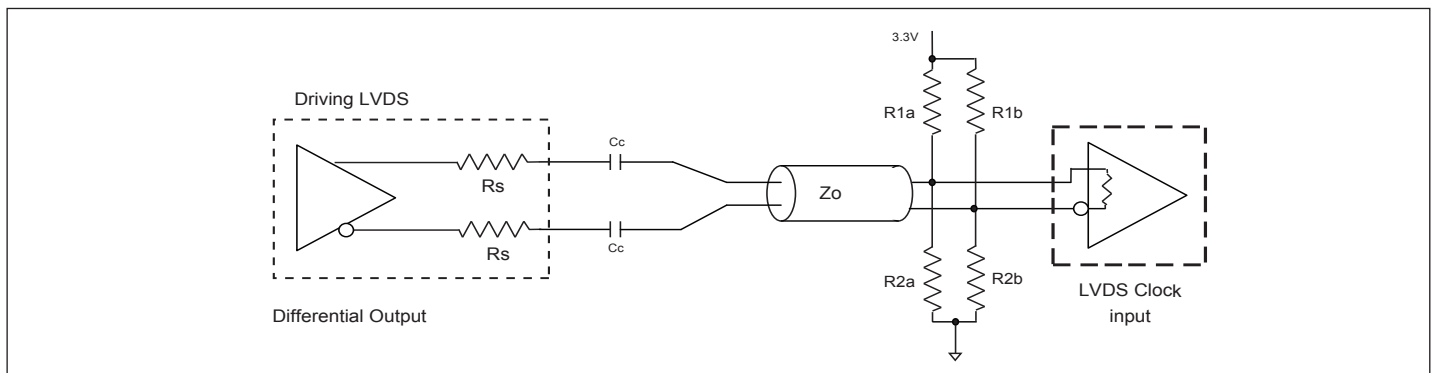 3.3V
Driving LVDS
R1a
R1b
Cc
Rs
Zo
Rs
Cc
R2a
R2b
LVDS Clock
input
Differential Output